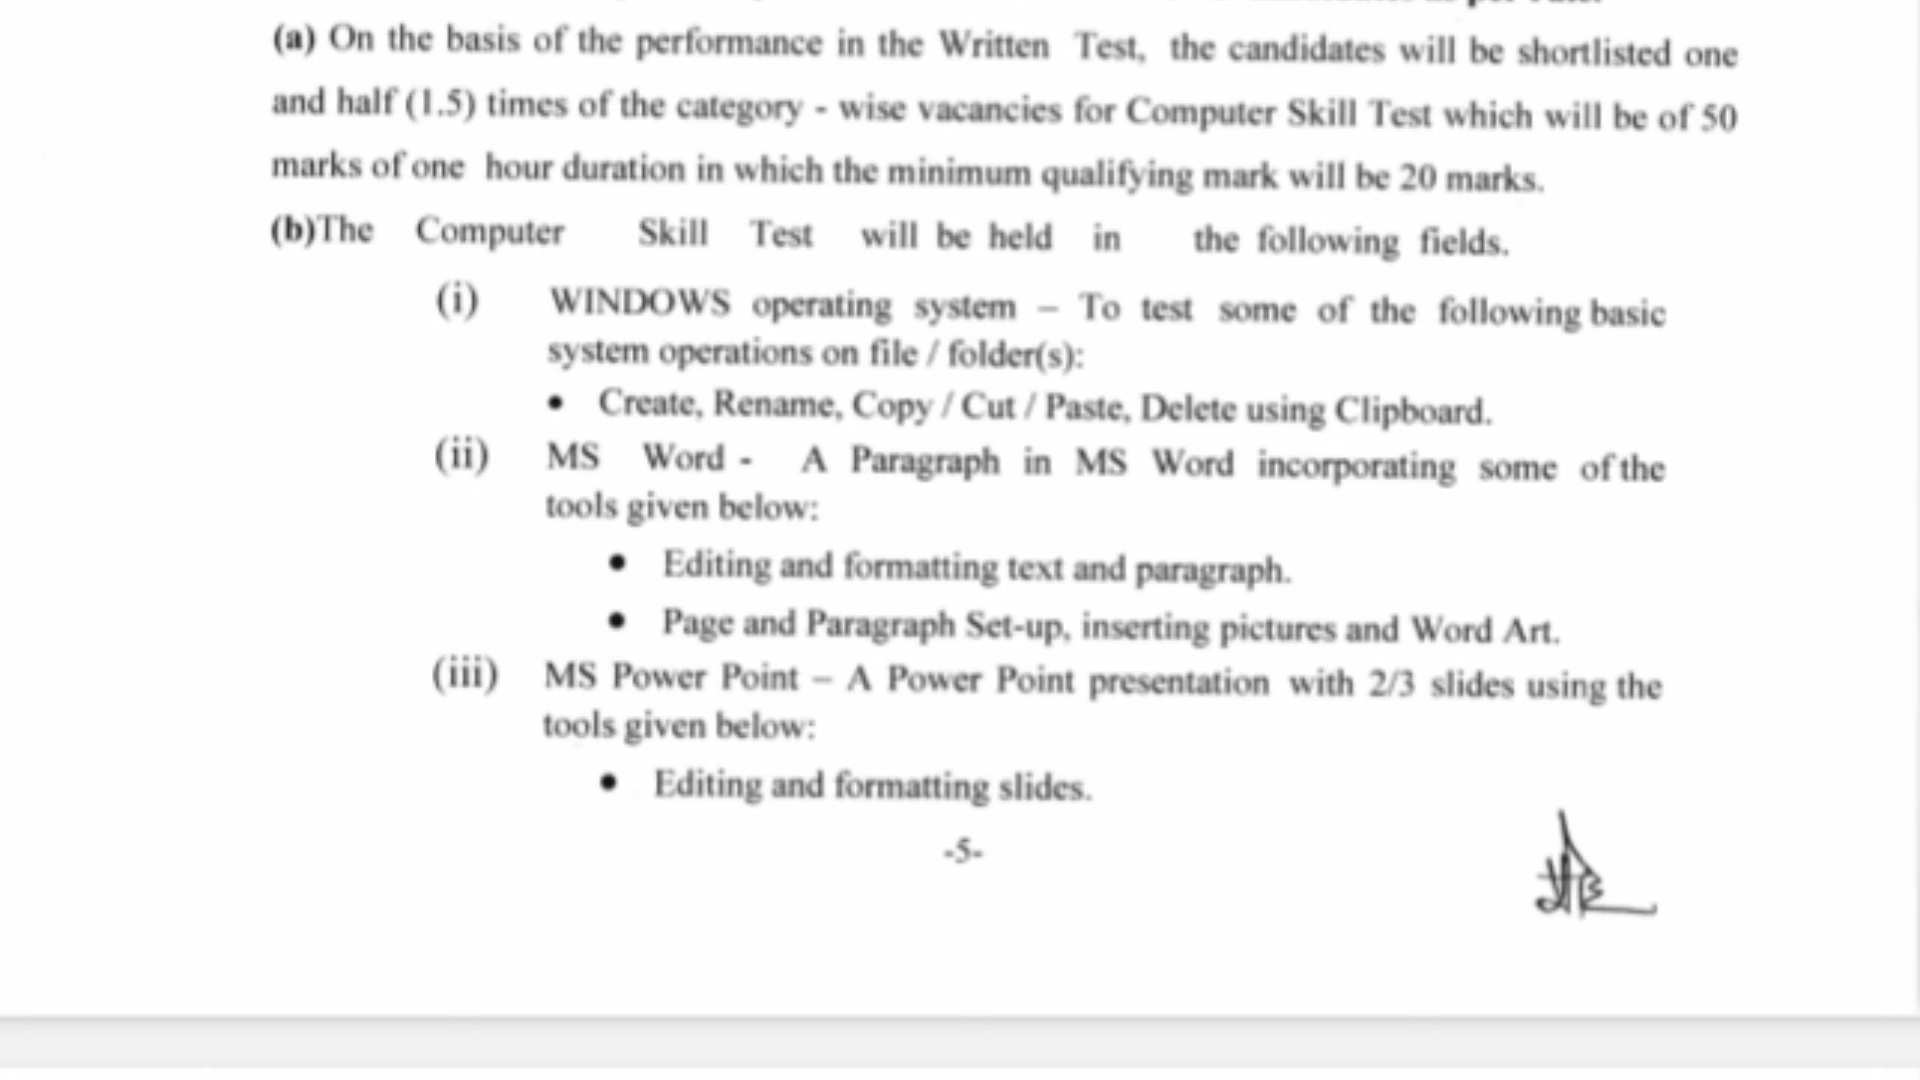 (a) On the basis of the performance in the Written Test, the candidates will be shortlisted one
and half (1.5) times of the category - wise vacancies for Computer Skill Test which will be of 50
marks of one hour duration in which the minimum qualifying mark will be 20 marks.
(b)The Computer Skill Test will be held in the following fields.
(i) WINDOWS operating system – To test some of the following basic
system operations on file / folder(s):
• Create, Rename, Copy / Cut / Paste, Delete using Clipboard.
(ii) MS Word - A Paragraph in MS Word incorporating some of the
tools given below:
• Editing and formatting text and paragraph.
• Page and Paragraph Set-up, inserting pictures and Word Art.
(iii) MS Power Point – A Power Point presentation with 2/3 slides using the
tools given below:
• Editing and formatting slides.
-5-